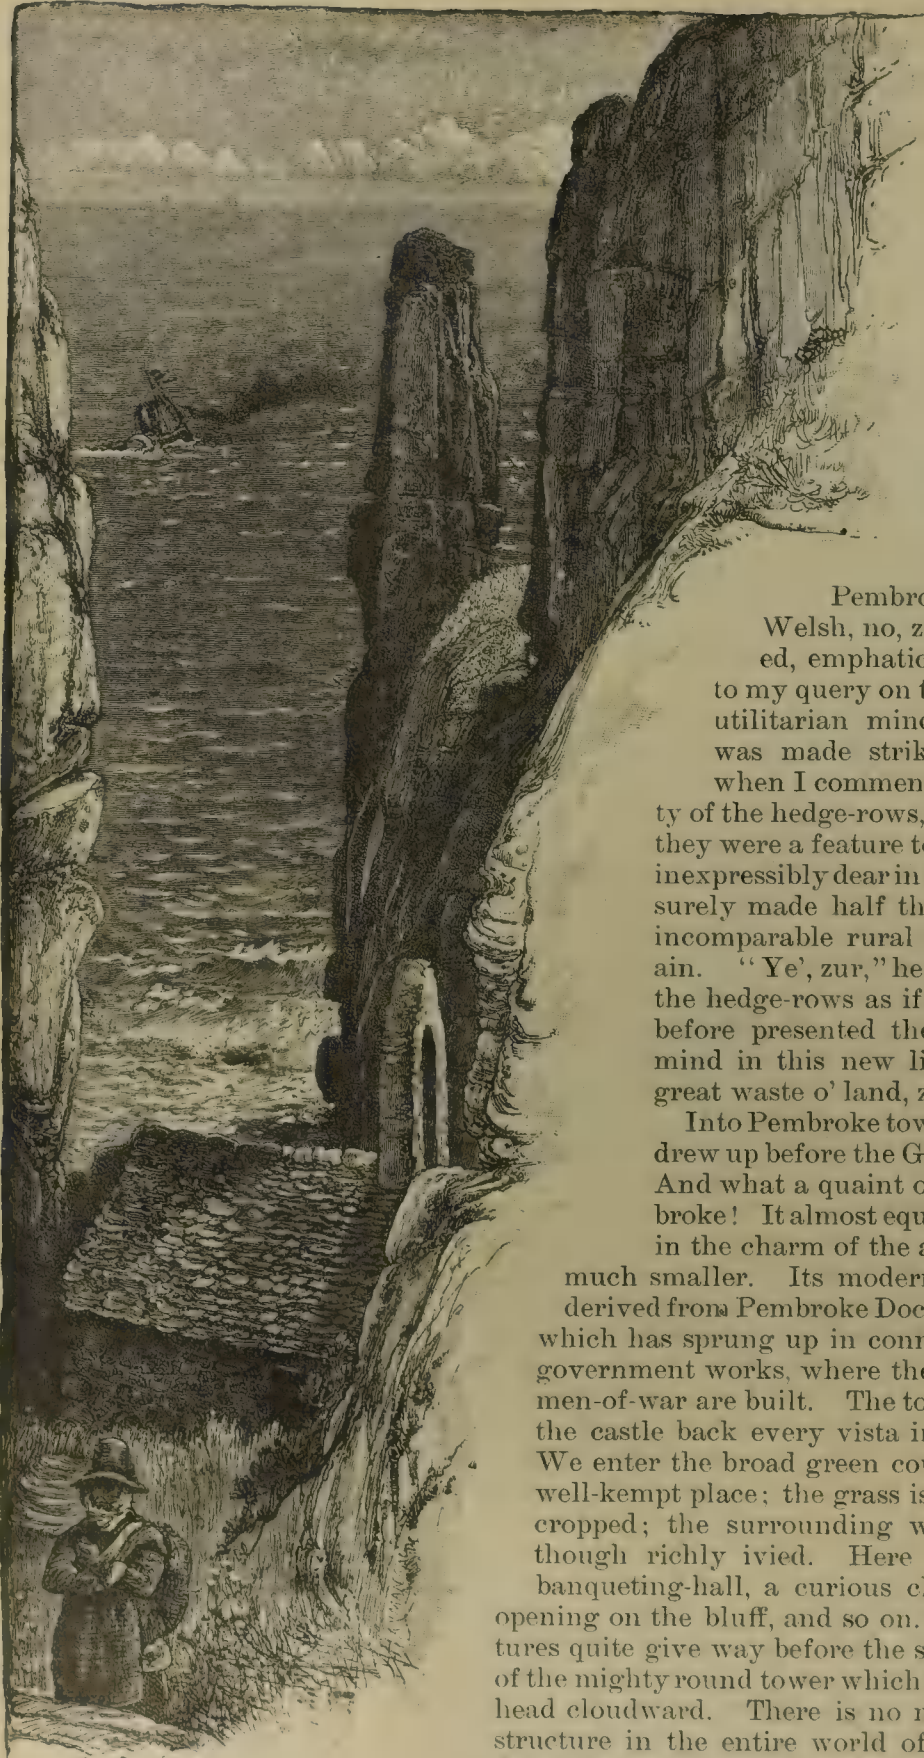 Pembro
Welsh, no, z
ed, emphatic
to my query on t
utilitarian mind
was made strik
when I commen
ty of the hedge-rows,
they were a feature to
inexpressibly dear in
surely made half th
incomparable rural
ain. “Ye', zur,” he
the hedge-rows as if
before presented the
mind in this new li
great waste o' land, z
Into Pembroke tow
drew up before the G
And what a quaint o
broke! It almost equ
in the charm of the a
much smaller. Its modern
derived from Pembroke Doc
which has sprung up in conn
government works, where the
men-of-war are built. The to
the castle back every vista i
We enter the broad green cou
well-kempt place; the grass is
cropped; the surrounding w
though richly ivied. Here
banqueting-hall, a curious c
opening on the bluff, and so on.
tures quite give way before the s
of the mighty round tower which
head cloudward. There is no
structure in the entire world of